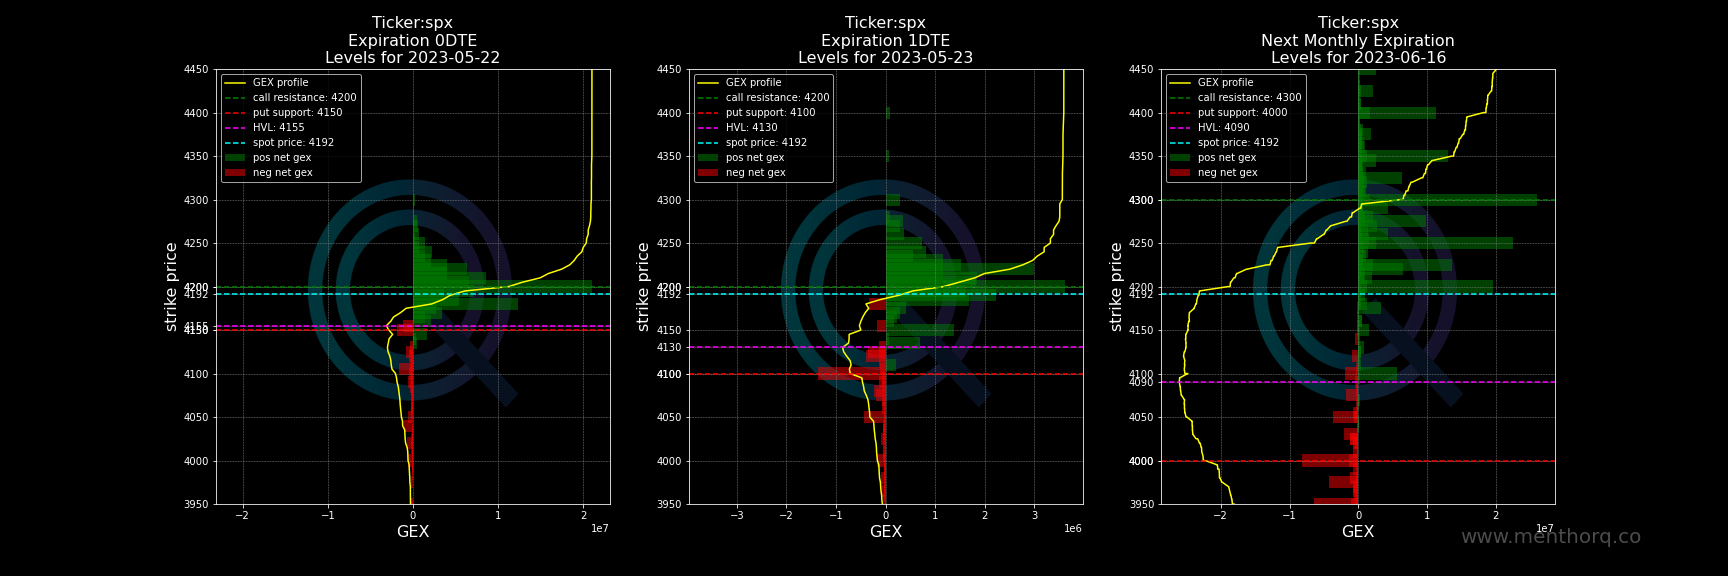 Ticker:spx
Expiration 0DTE
Levels for 2023-05-22
GEX profile
call resistance: 4200
put support: 4150
HVL: 4155
spot price: 4192
pos net gex
neg net gex
4450
4400
4350
4300
4250
4200
4192
4155
4150
4100
4050
4000
3950
strike price
−2
−1
0
1
2
1e7
GEX
Ticker:spx
Expiration 1DTE
Levels for 2023-05-23
GEX profile
call resistance: 4200
put support: 4100
HVL: 4130
spot price: 4192
pos net gex
neg net gex
4450
4400
4350
4300
4250
4200
4192
4150
4130
4100
4050
4000
3950
strike price
−3
−2
−1
0
1
2
3
1e6
GEX
Ticker:spx
Next Monthly Expiration
Levels for 2023-06-16
GEX profile
call resistance: 4300
put support: 4000
HVL: 4090
spot price: 4192
pos net gex
neg net gex
4450
4400
4350
4300
4250
4200
4192
4150
4100
4090
4050
4000
3950
strike price
−2
−1
0
1
2
1e7
GEX
www.menthorq.co